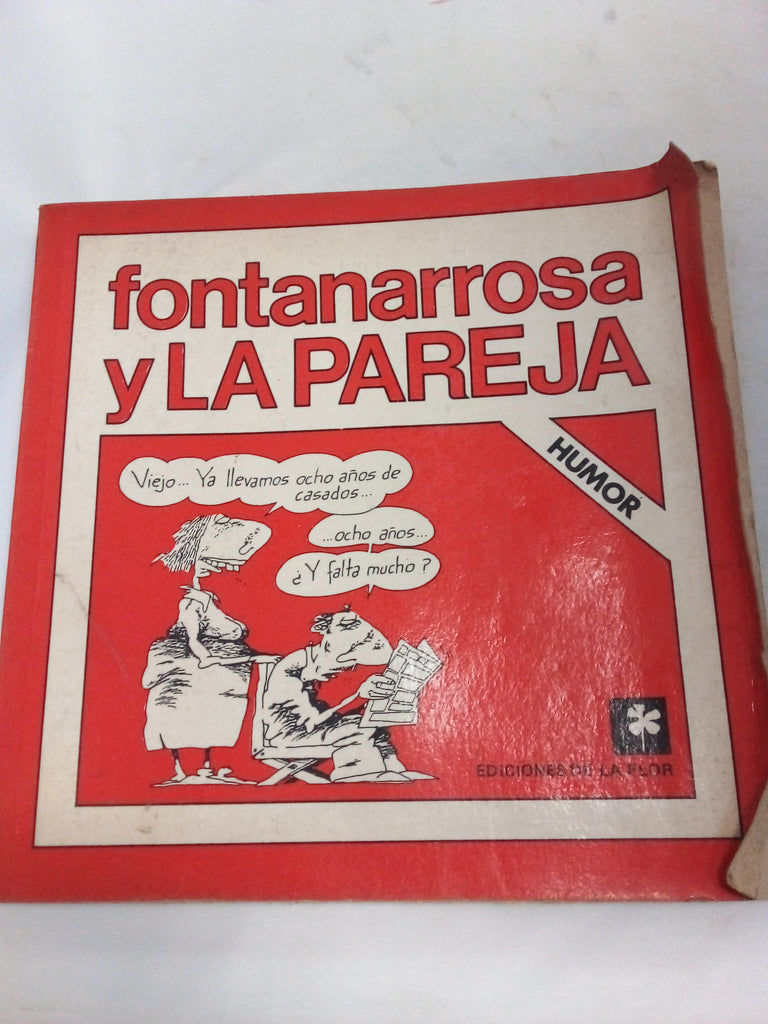 fontanarrosa
y LA PAREJA
HUMOR
Viejo... Ya llevamos ocho años de
casados...
...ocho años...
¿Y falta mucho?
EDICIONES DE LA FLOR